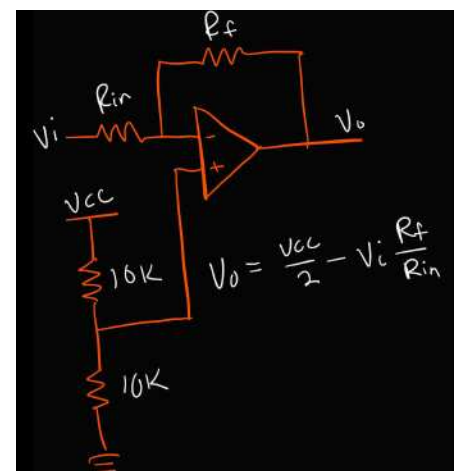 Rf
Rin
Vi
-
+
Vo
Vcc
10K
Vo = Vcc/2 - Vi Rf/Rin
10K